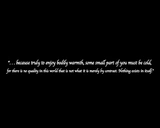 "... because truly to enjoy bodily warmth, some small part of you must be cold,
for there is no quality in this world that is not what it is merely by contrast. Nothing exists in itself."